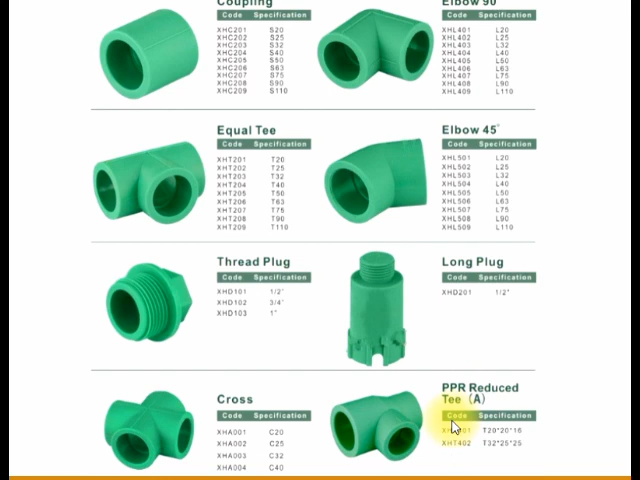 Coupling
Code Specification
XHC201 S20
XHC202 S25
XHC203 S32
XHC204 S40
XHC205 S50
XHC206 S63
XHC207 S75
XHC208 S90
XHC209 S110
Elbow 90°
Code Specification
XHL401 L20
XHL402 L25
XHL403 L32
XHL404 L40
XHL405 L50
XHL406 L63
XHL407 L75
XHL408 L90
XHL409 L110
Equal Tee
Code Specification
XHT201 T20
XHT202 T25
XHT203 T32
XHT204 T40
XHT205 T50
XHT206 T63
XHT207 T75
XHT208 T90
XHT209 T110
Elbow 45°
Code Specification
XHL501 L20
XHL502 L25
XHL503 L32
XHL504 L40
XHL505 L50
XHL506 L63
XHL507 L75
XHL508 L90
XHL509 L110
Thread Plug
Code Specification
XHD101 1/2"
XHD102 3/4"
XHD103 1"
Long Plug
Code Specification
XHD201 1/2"
Cross
Code Specification
XHA001 C20
XHA002 C25
XHA003 C32
XHA004 C40
PPR Reduced
Tee (A)
Code Specification
T20*20*16
XHT402 T32*25*25